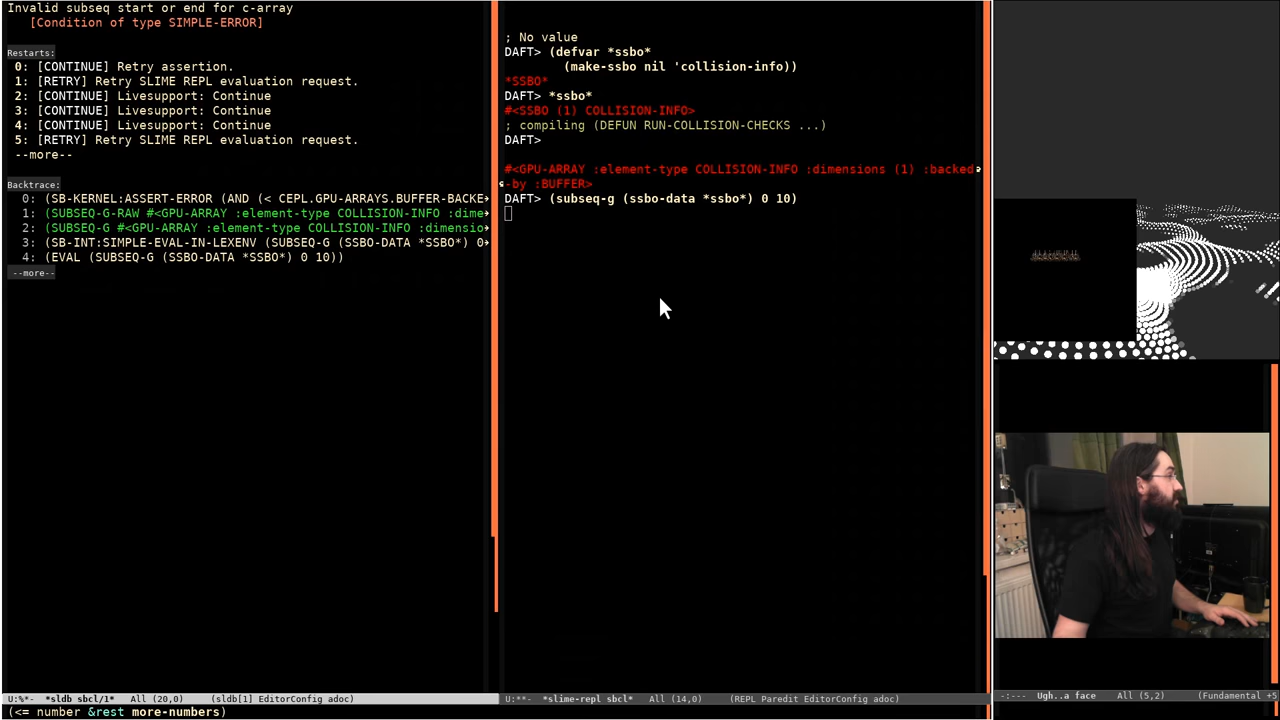 Invalid subseq start or end for c-array
[Condition of type SIMPLE-ERROR]
Restarts:
0: [CONTINUE] Retry assertion.
1: [RETRY] Retry SLIME REPL evaluation request.
2: [CONTINUE] Livesupport: Continue
3: [CONTINUE] Livesupport: Continue
4: [CONTINUE] Livesupport: Continue
5: [RETRY] Retry SLIME REPL evaluation request.
--more--
Backtrace:
0: (SB-KERNEL:ASSERT-ERROR (AND (< CEPL.GPU-ARRAYS.BUFFER-BACKE
1: (SUBSEQ-G-RAW #<GPU-ARRAY :element-type COLLISION-INFO :dime
2: (SUBSEQ-G #<GPU-ARRAY :element-type COLLISION-INFO :dimensio
3: (SB-INT:SIMPLE-EVAL-IN-LEXENV (SUBSEQ-G (SSBO-DATA *SSBO*) 0
4: (EVAL (SUBSEQ-G (SSBO-DATA *SSBO*) 0 10))
--more--
U:%*- *sldb sbcl/1* All (20,0) (sldb[1] EditorConfig adoc)
(<= number &rest more-numbers)
; No value
DAFT> (defvar *ssbo*
(make-ssbo nil 'collision-info))
*SSBO*
DAFT> *ssbo*
#<SSBO (1) COLLISION-INFO>
; compiling (DEFUN RUN-COLLISION-CHECKS ...)
DAFT>
#<GPU-ARRAY :element-type COLLISION-INFO :dimensions (1) :backed
-by :BUFFER>
DAFT> (subseq-g (ssbo-data *ssbo*) 0 10)
U:**- *slime-repl sbcl* All (14,0) (REPL Paredit EditorConfig adoc)
-:--- Ugh..a face All (5,2) (Fundamental +5